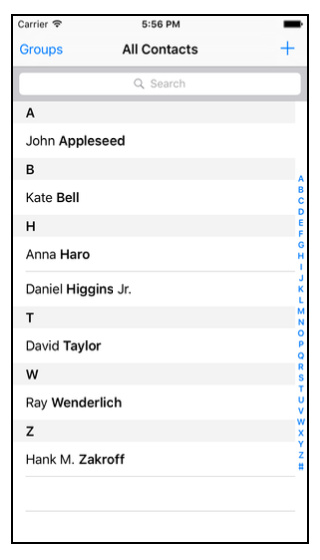 Carrier 5:56 PM
Groups All Contacts +
Search
A
John Appleseed
B
Kate Bell
H
Anna Haro
Daniel Higgins Jr.
T
David Taylor
W
Ray Wenderlich
Z
Hank M. Zakroff
A
B
C
D
E
F
G
H
I
J
K
L
M
N
O
P
Q
R
S
T
U
V
W
X
Y
Z
#